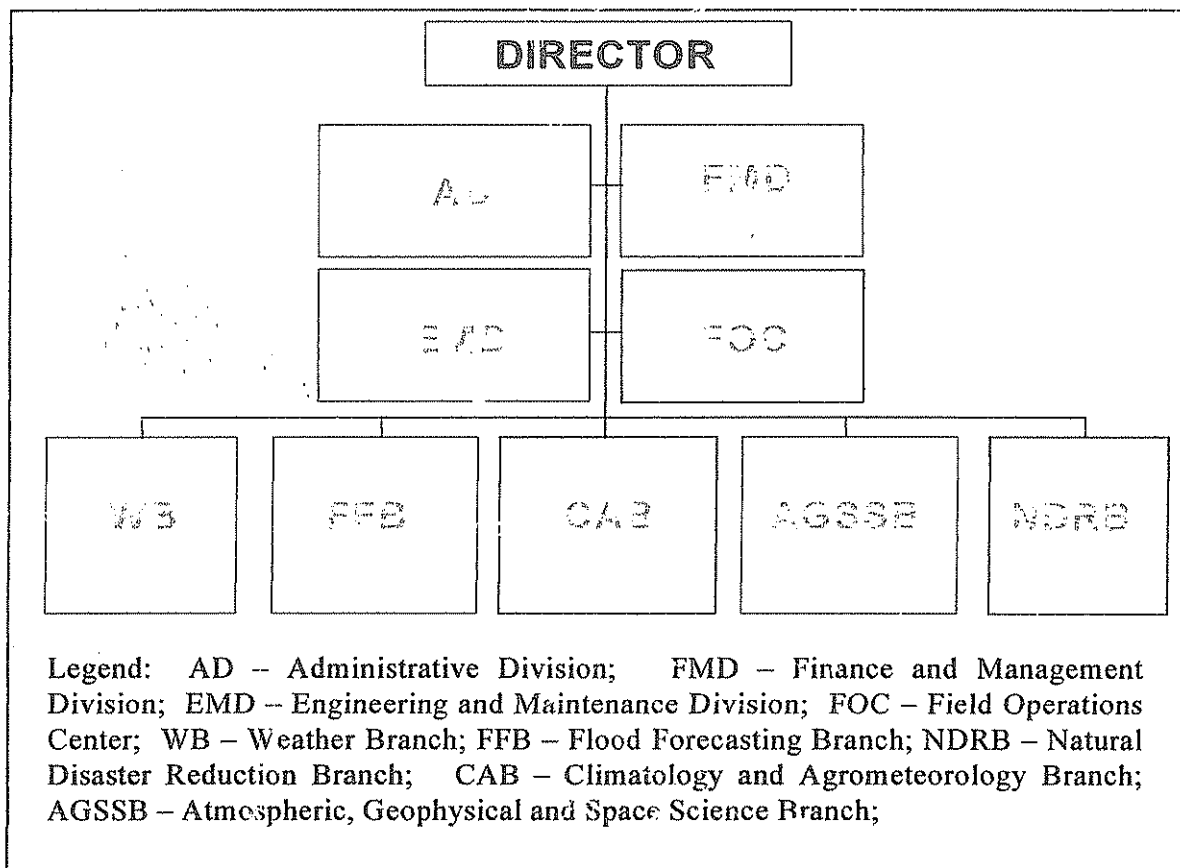 DIRECTOR
AD FMD
EMD FOC
WB FFB CAB AGSSB NDRB
Legend: AD – Administrative Division; FMD – Finance and Management
Division; EMD – Engineering and Maintenance Division; FOC – Field Operations
Center; WB – Weather Branch; FFB – Flood Forecasting Branch; NDRB – Natural
Disaster Reduction Branch; CAB – Climatology and Agrometeorology Branch;
AGSSB – Atmospheric, Geophysical and Space Science Branch;